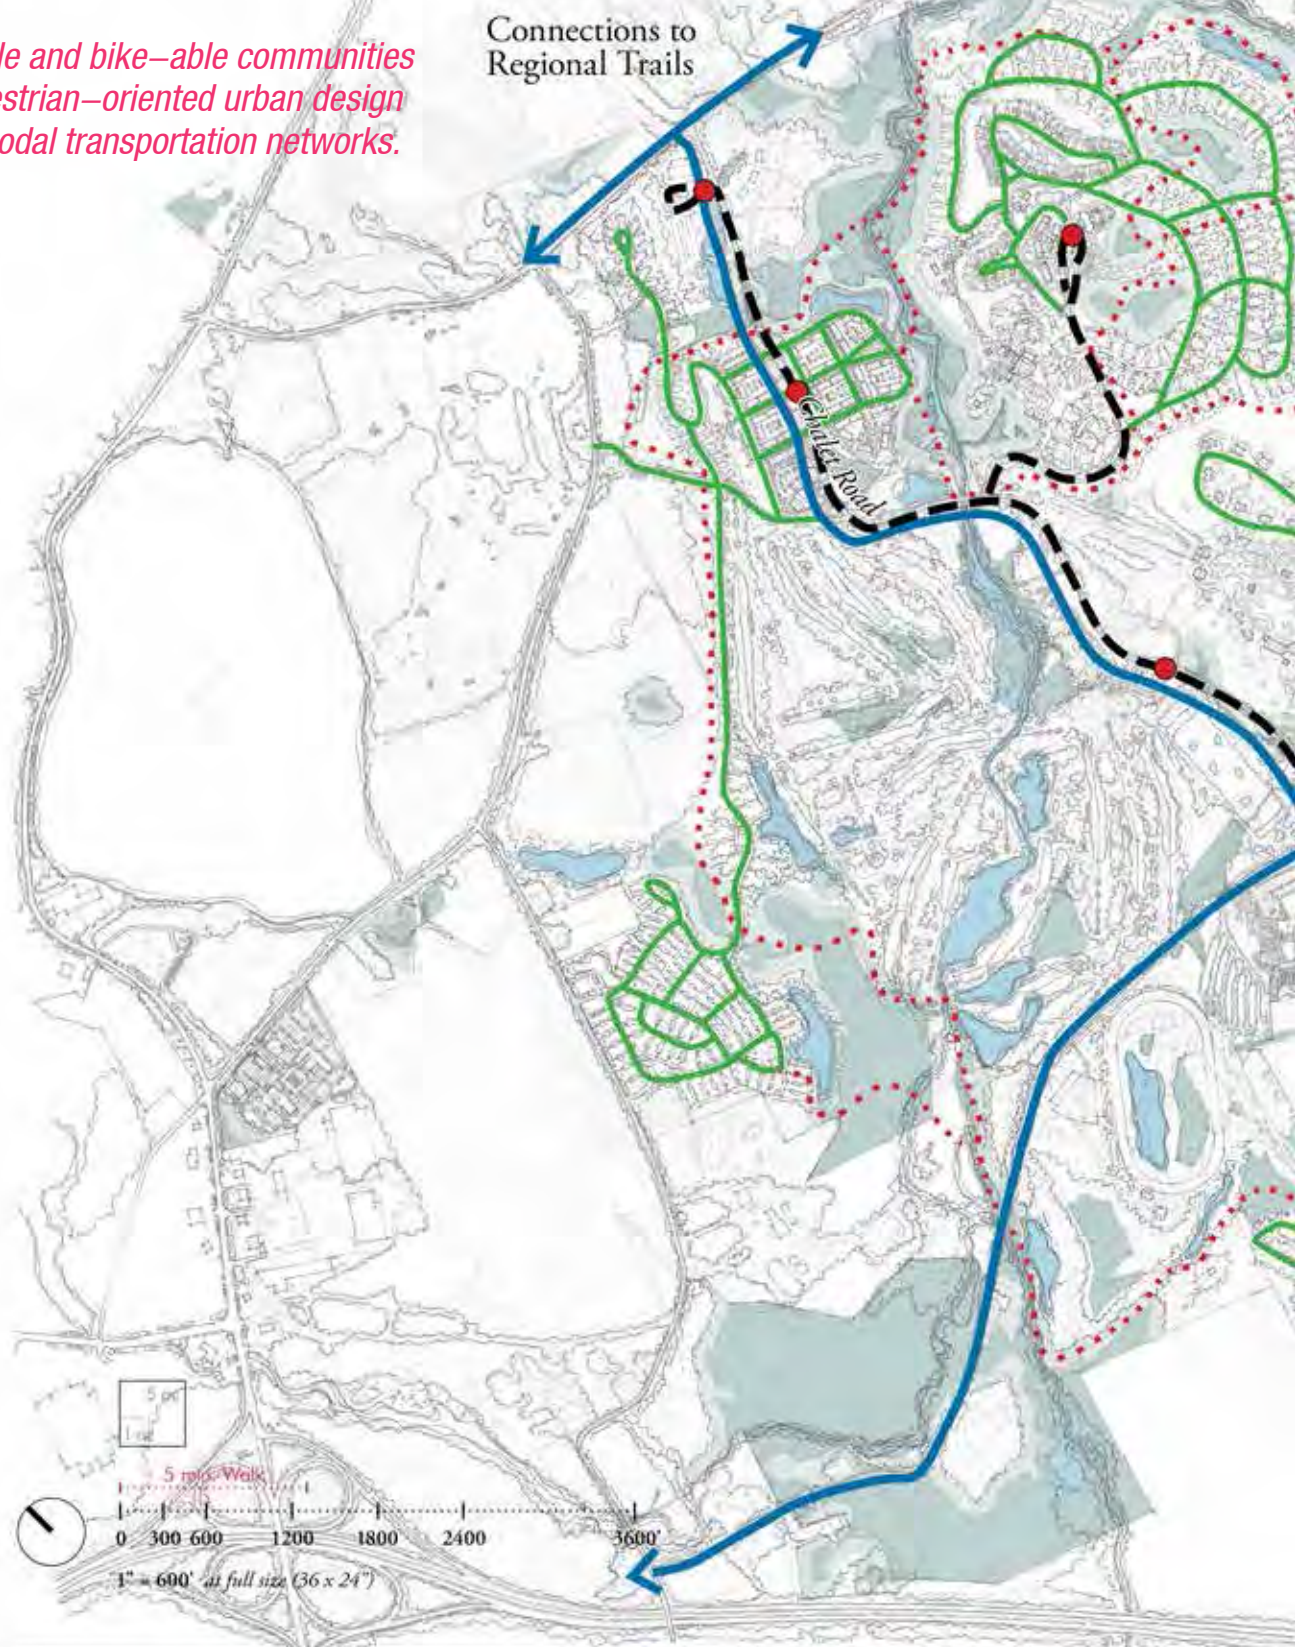 le and bike–able communities
estrian–oriented urban design
odal transportation networks.
Connections to
Regional Trails
Chalet Road
5 min. Walk
0 300 600 1200 1800 2400 3600'
1" = 600' at full size (36 x 24")